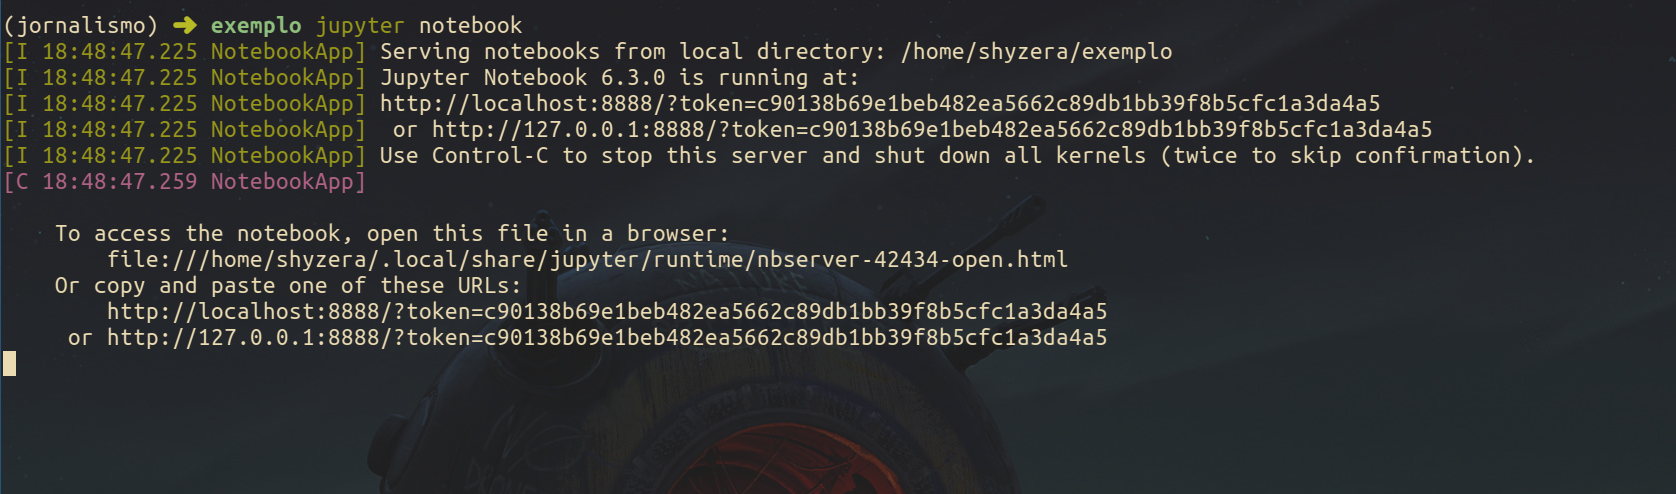 (jornalismo) ➜ exemplo jupyter notebook
[I 18:48:47.225 NotebookApp] Serving notebooks from local directory: /home/shyzera/exemplo
[I 18:48:47.225 NotebookApp] Jupyter Notebook 6.3.0 is running at:
[I 18:48:47.225 NotebookApp] http://localhost:8888/?token=c90138b69e1beb482ea5662c89db1bb39f8b5cfc1a3da4a5
[I 18:48:47.225 NotebookApp]  or http://127.0.0.1:8888/?token=c90138b69e1beb482ea5662c89db1bb39f8b5cfc1a3da4a5
[I 18:48:47.225 NotebookApp] Use Control-C to stop this server and shut down all kernels (twice to skip confirmation).
[C 18:48:47.259 NotebookApp]
To access the notebook, open this file in a browser:
file:///home/shyzera/.local/share/jupyter/runtime/nbserver-42434-open.html
Or copy and paste one of these URLs:
http://localhost:8888/?token=c90138b69e1beb482ea5662c89db1bb39f8b5cfc1a3da4a5
or http://127.0.0.1:8888/?token=c90138b69e1beb482ea5662c89db1bb39f8b5cfc1a3da4a5